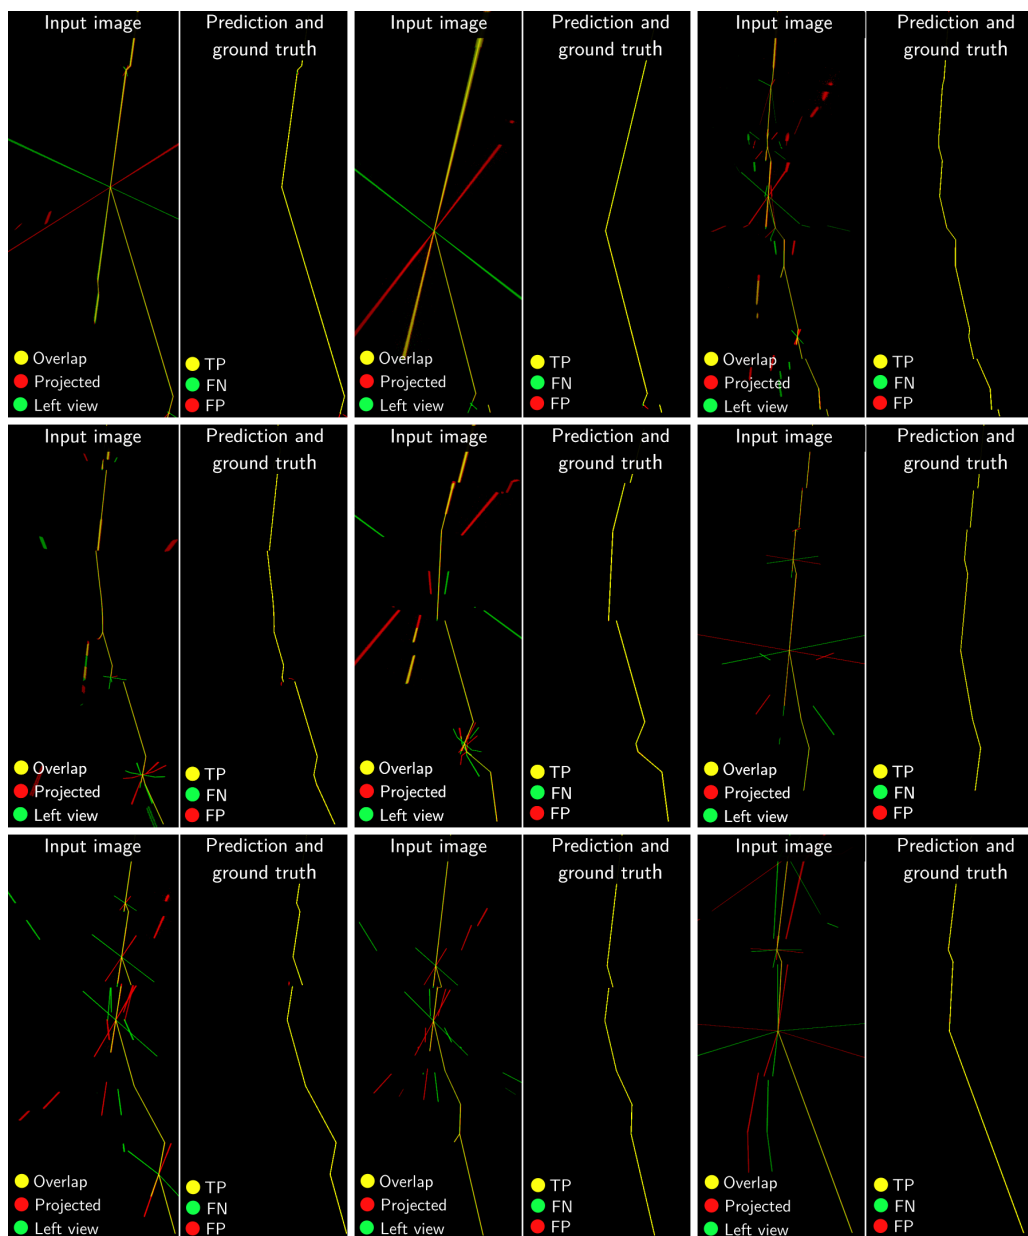 Input image
Prediction and
ground truth
Overlap
Projected
Left view
TP
FN
FP
Input image
Prediction and
ground truth
Overlap
Projected
Left view
TP
FN
FP
Input image
Prediction and
ground truth
Overlap
Projected
Left view
TP
FN
FP
Input image
Prediction and
ground truth
Overlap
Projected
Left view
TP
FN
FP
Input image
Prediction and
ground truth
Overlap
Projected
Left view
TP
FN
FP
Input image
Prediction and
ground truth
Overlap
Projected
Left view
TP
FN
FP
Input image
Prediction and
ground truth
Overlap
Projected
Left view
TP
FN
FP
Input image
Prediction and
ground truth
Overlap
Projected
Left view
TP
FN
FP
Input image
Prediction and
ground truth
Overlap
Projected
Left view
TP
FN
FP